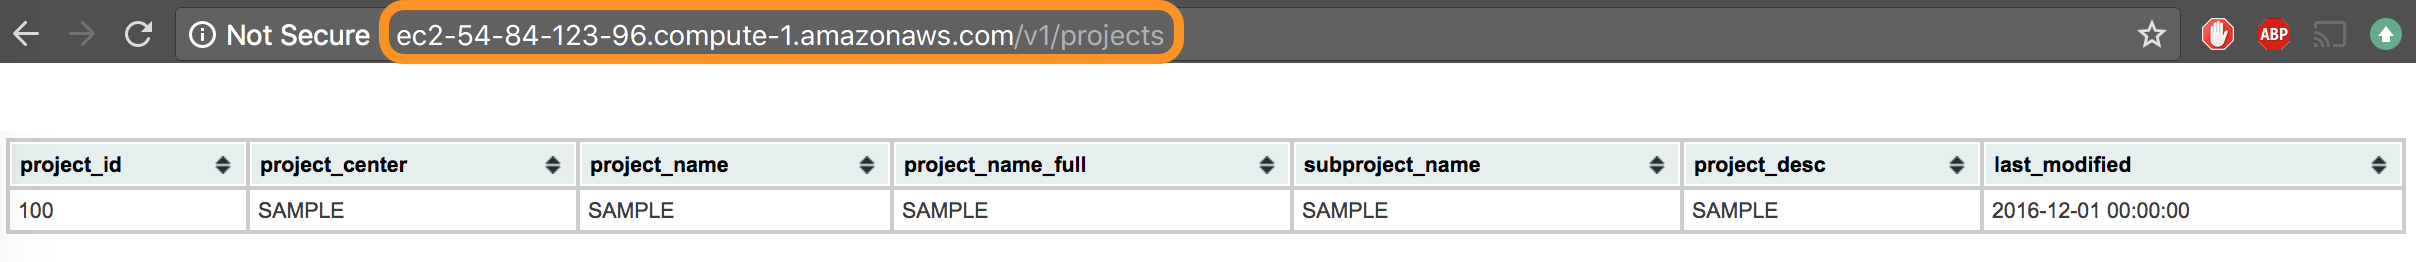 Not Secure ec2-54-84-123-96.compute-1.amazonaws.com/v1/projects ABP
project_id project_center project_name project_name_full subproject_name project_desc last_modified
100 SAMPLE SAMPLE SAMPLE SAMPLE SAMPLE 2016-12-01 00:00:00